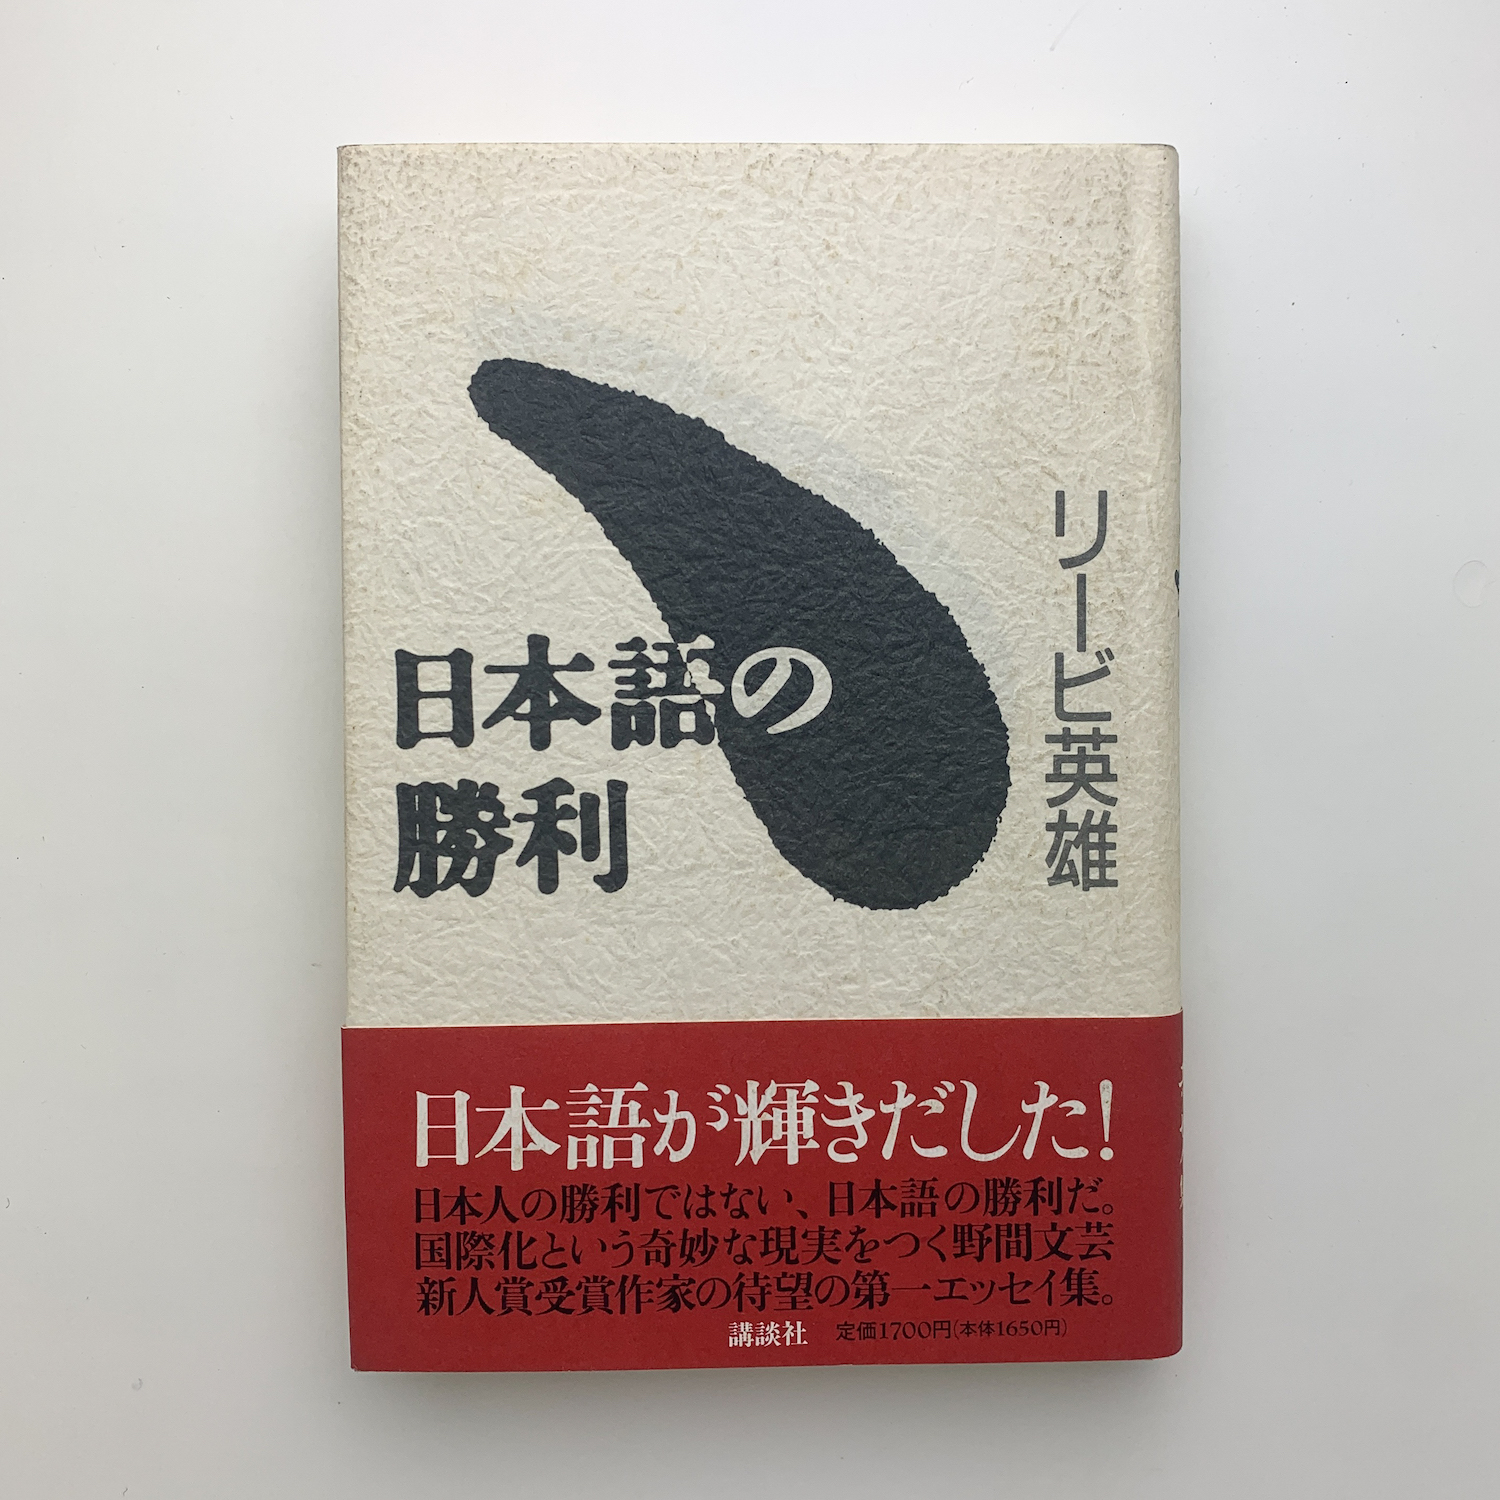 日本語の
勝利
リービ英雄
日本語が輝きだした!
日本人の勝利ではない、日本語の勝利だ。
国際化という奇妙な現実をつく野間文芸
新人賞受賞作家の待望の第一エッセイ集。
講談社 定価1700円(本体1650円)